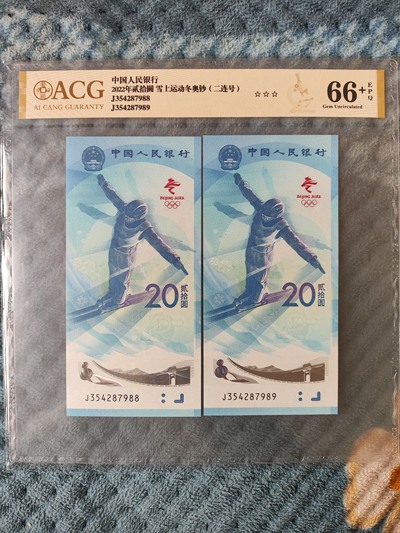 ACG
AI CANG GUARANTY
中国人民银行
2022年贰拾圆 雪上运动冬奥钞（二连号）
J354287988
J354287989
☆☆☆
66+
EPQ
Gem Uncirculated
中国人民银行
BEIJING 2022
20
贰拾圆
J354287988
中国人民银行
BEIJING 2022
20
贰拾圆
J354287989